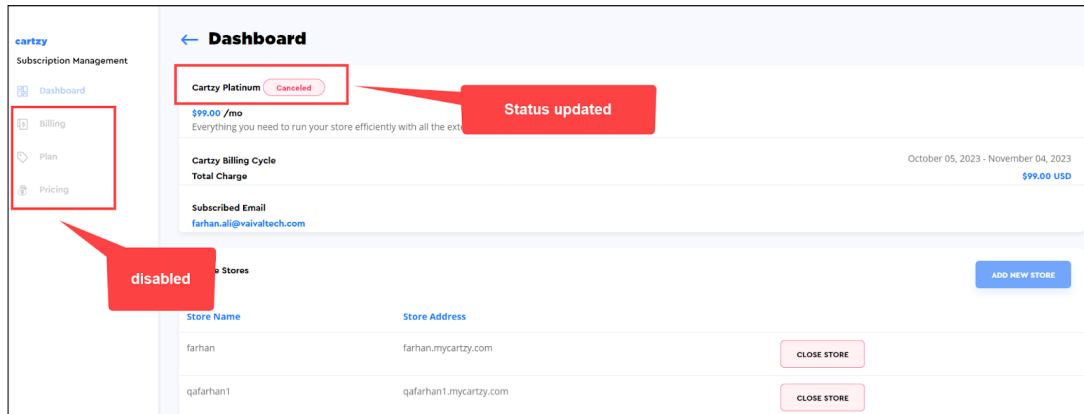 cartzy
Subscription Management
Dashboard
Billing
Plan
Pricing
← Dashboard
Cartzy Platinum Canceled
Status updated
$99.00 /mo
Everything you need to run your store efficiently with all the
Cartzy Billing Cycle October 05, 2023 - November 04, 2023
Total Charge $99.00 USD
Subscribed Email
farhan.ali@vaivaltech.com
disabled
Stores
ADD NEW STORE
Store Name Store Address
farhan farhan.mycartzy.com CLOSE STORE
qafarhan1 qafarhan1.mycartzy.com CLOSE STORE